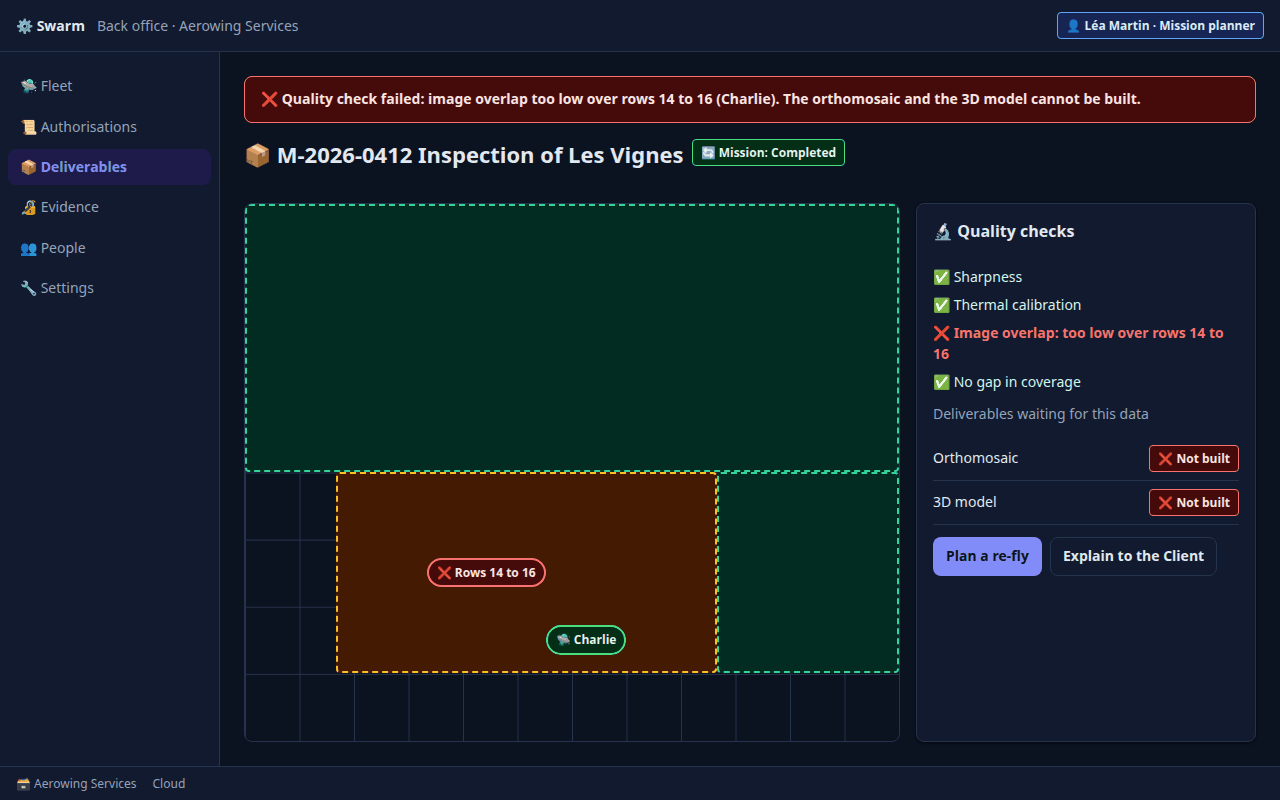 ⚙️ Swarm Back office · Aerowing Services
👤 Léa Martin · Mission planner
🛸 Fleet
📜 Authorisations
📦 Deliverables
🔏 Evidence
👥 People
🔧 Settings
❌ Quality check failed: image overlap too low over rows 14 to 16 (Charlie). The orthomosaic and the 3D model cannot be built.
📦 M-2026-0412 Inspection of Les Vignes
🔄 Mission: Completed
❌ Rows 14 to 16
🛸 Charlie
🔬 Quality checks
✅ Sharpness
✅ Thermal calibration
❌ Image overlap: too low over rows 14 to
16
✅ No gap in coverage
Deliverables waiting for this data
Orthomosaic ❌ Not built
3D model ❌ Not built
Plan a re-fly
Explain to the Client
🗃️ Aerowing Services Cloud